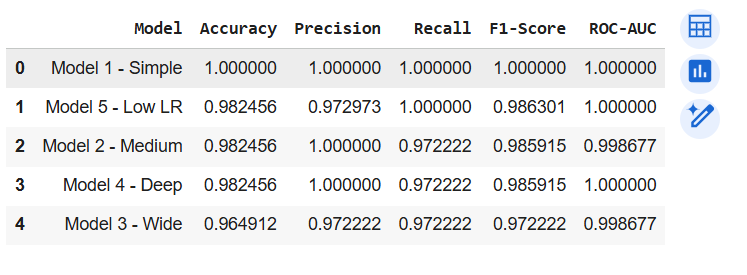 Model Accuracy Precision Recall F1-Score ROC-AUC
0 Model 1 - Simple 1.000000 1.000000 1.000000 1.000000 1.000000
1 Model 5 - Low LR 0.982456 0.972973 1.000000 0.986301 1.000000
2 Model 2 - Medium 0.982456 1.000000 0.972222 0.985915 0.998677
3 Model 4 - Deep 0.982456 1.000000 0.972222 0.985915 1.000000
4 Model 3 - Wide 0.964912 0.972222 0.972222 0.972222 0.998677